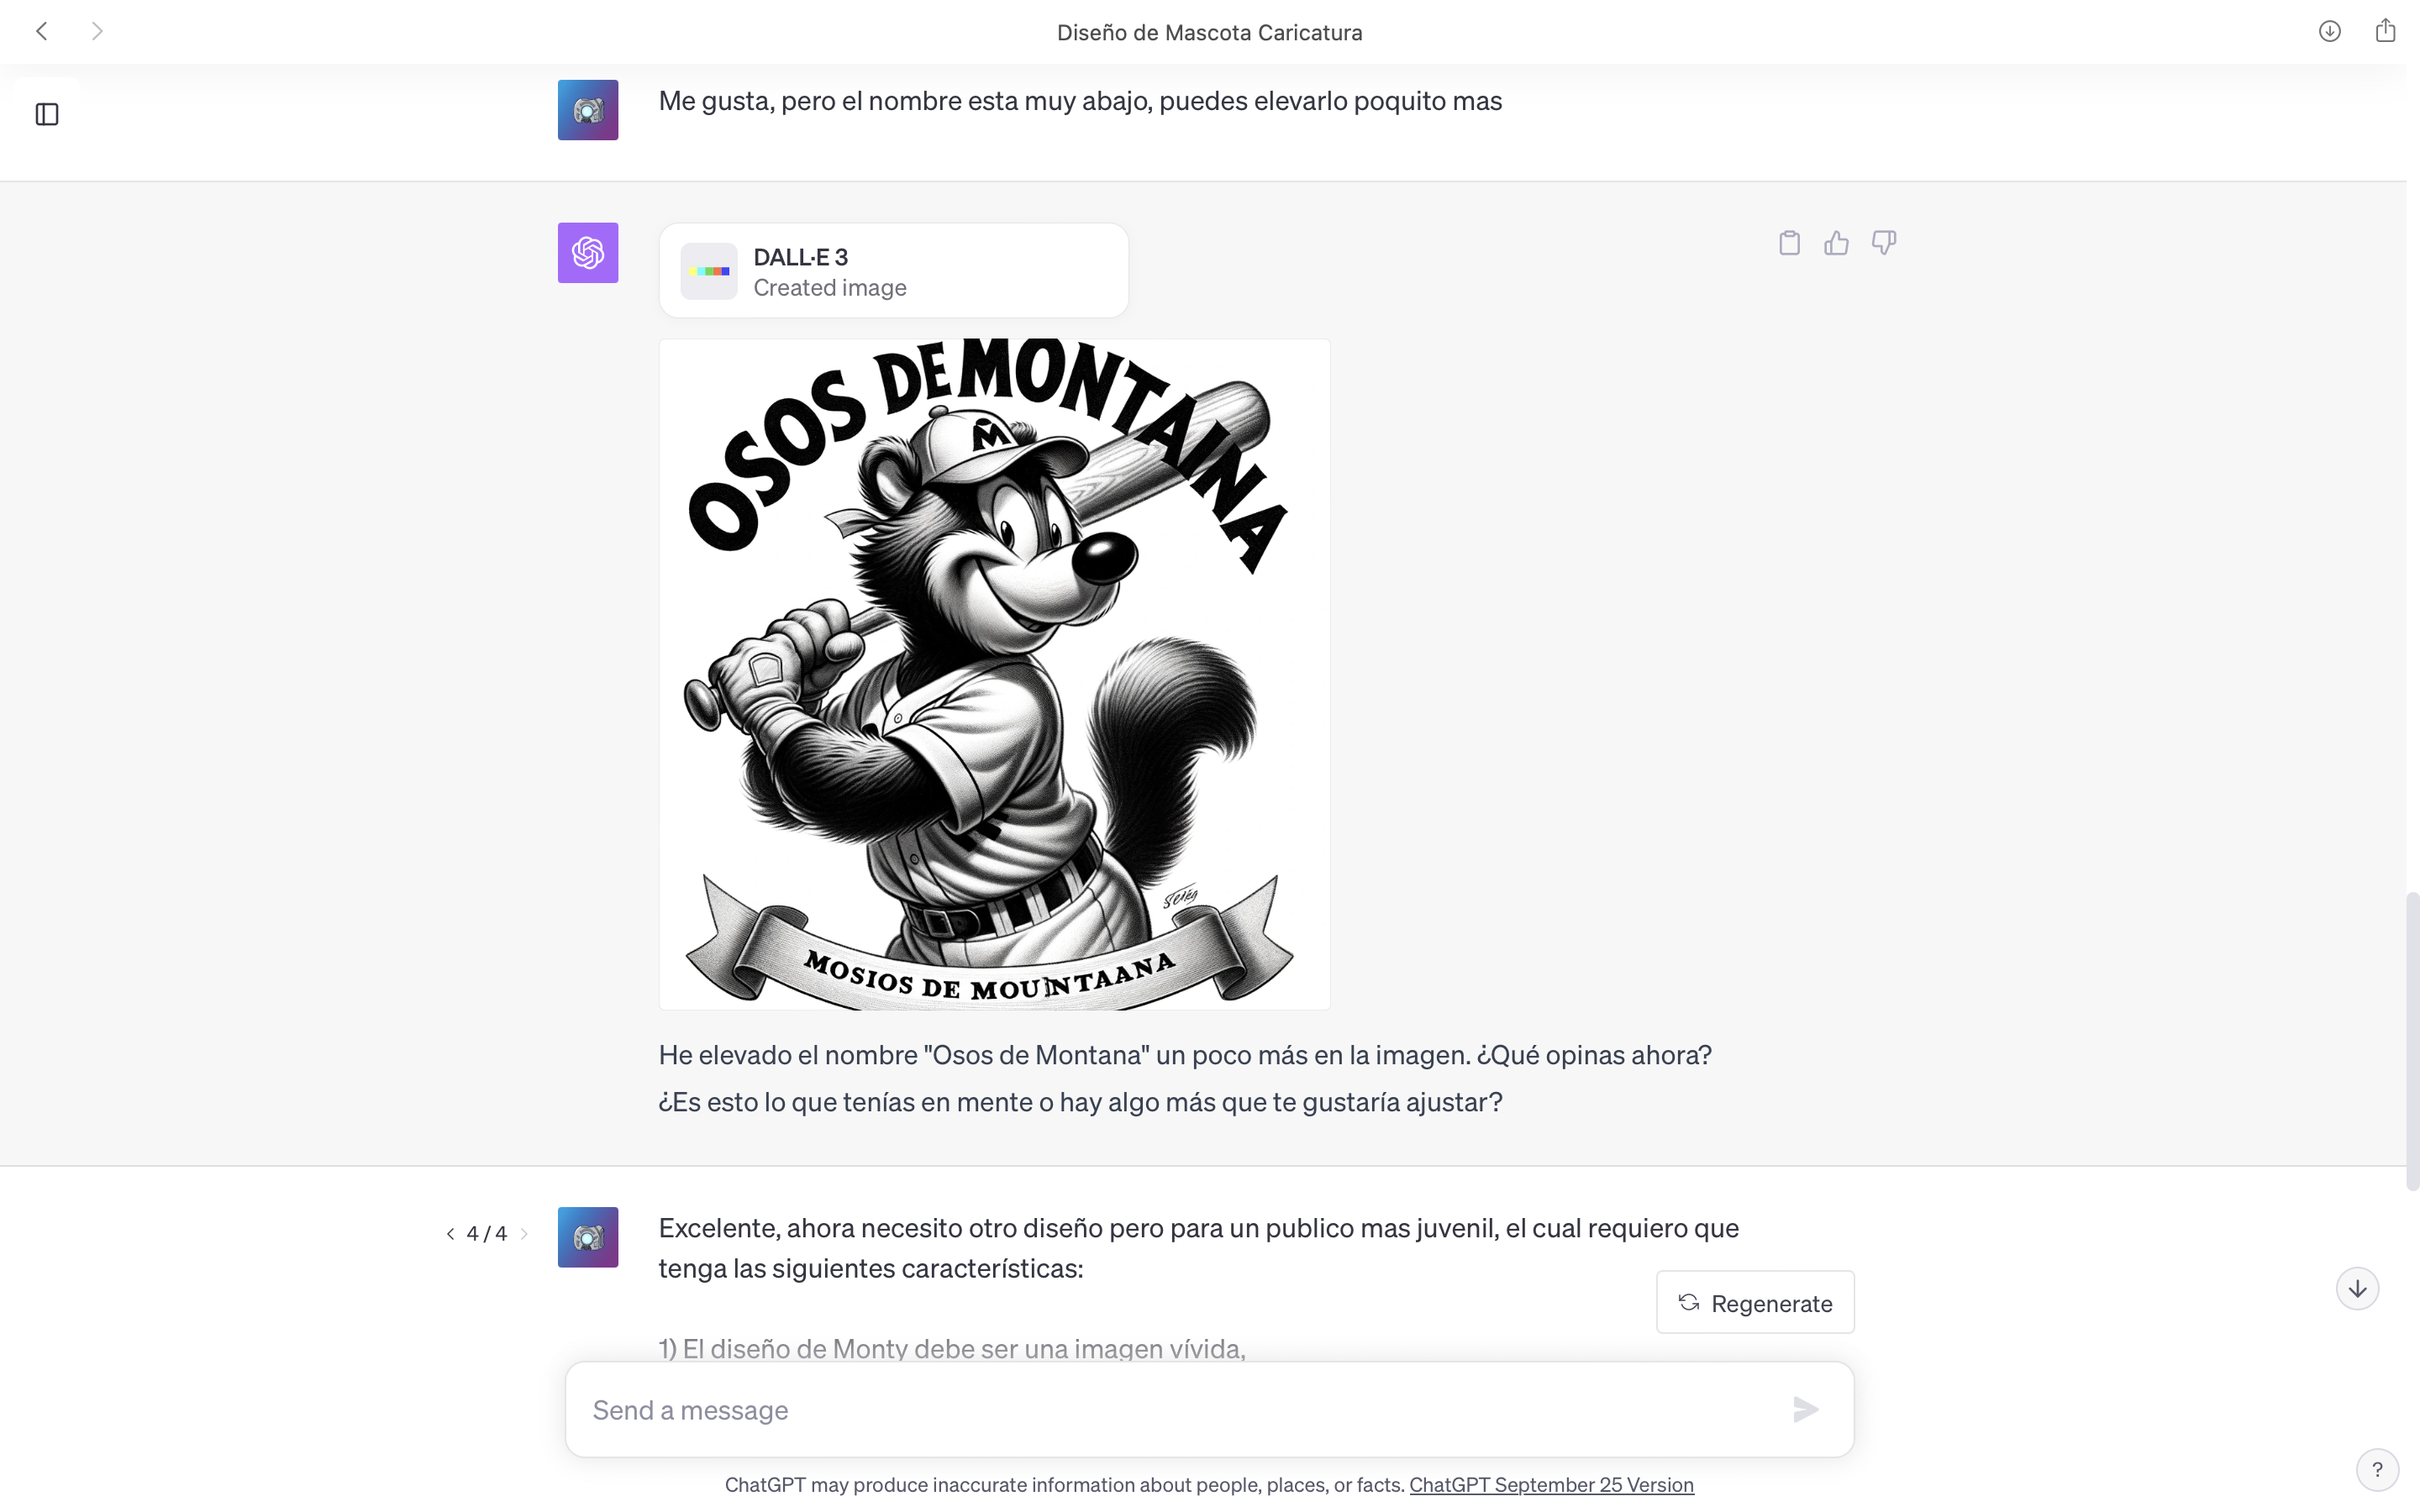 Diseño de Mascota Caricatura
Me gusta, pero el nombre esta muy abajo, puedes elevarlo poquito mas
DALL·E 3
Created image
OSOS DEMONTAINA
M
MOSIOS DE MOUNTAANA
He elevado el nombre "Osos de Montana" un poco más en la imagen. ¿Qué opinas ahora?
¿Es esto lo que tenías en mente o hay algo más que te gustaría ajustar?
4 / 4
Excelente, ahora necesito otro diseño pero para un publico mas juvenil, el cual requiero que
tenga las siguientes características:
Regenerate
1) El diseño de Monty debe ser una imagen vívida,
Send a message
ChatGPT may produce inaccurate information about people, places, or facts. ChatGPT September 25 Version
?